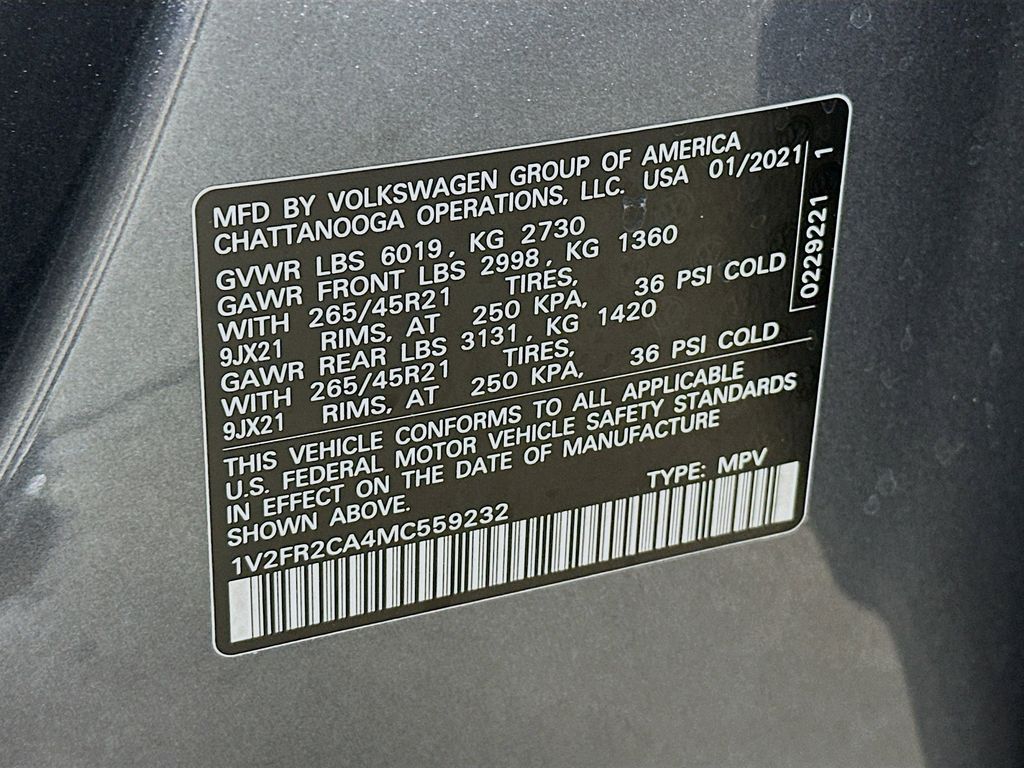 MFD BY VOLKSWAGEN GROUP OF AMERICA
CHATTANOOGA OPERATIONS, LLC. USA 01/2021
GVWR LBS 6019, KG 2730
GAWR FRONT LBS 2998, KG 1360
WITH 265/45R21 TIRES,
9JX21 RIMS, AT 250 KPA, 36 PSI COLD
GAWR REAR LBS 3131, KG 1420
WITH 265/45R21 TIRES,
9JX21 RIMS, AT 250 KPA, 36 PSI COLD
THIS VEHICLE CONFORMS TO ALL APPLICABLE
U.S. FEDERAL MOTOR VEHICLE SAFETY STANDARDS
IN EFFECT ON THE DATE OF MANUFACTURE
SHOWN ABOVE.
TYPE: MPV
1V2FR2CA4MC559232
0229221 1